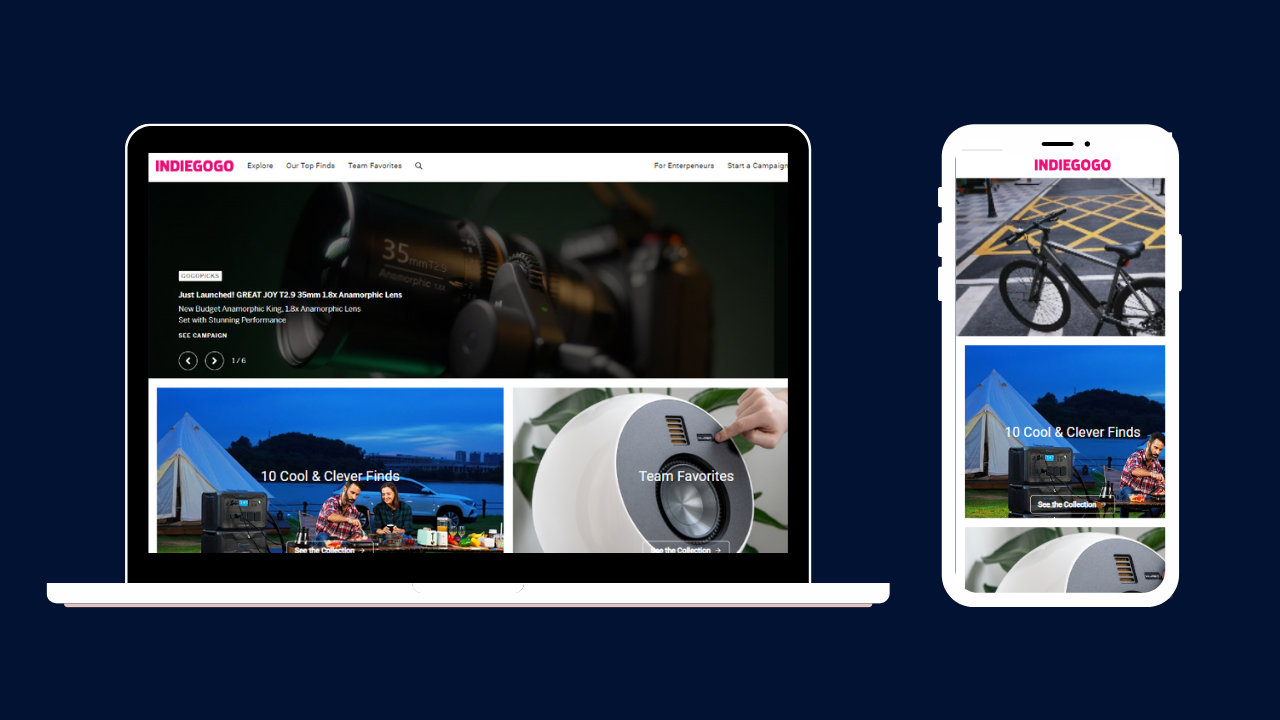 INDIEGOGO Explore Our Top Finds Team Favorites For Enterpeneurs Start a Campaign
35mm T2.9
Anamorphic 1.8X
GOGOPICKS
Just Launched! GREAT JOY T2.9 35mm 1.8x Anamorphic Lens
New Budget Anamorphic King, 1.8x Anamorphic Lens
Set with Stunning Performance
SEE CAMPAIGN
1 / 6
10 Cool & Clever Finds
See the Collection →
Team Favorites
See the Collection →
INDIEGOGO
10 Cool & Clever Finds
See the Collection →